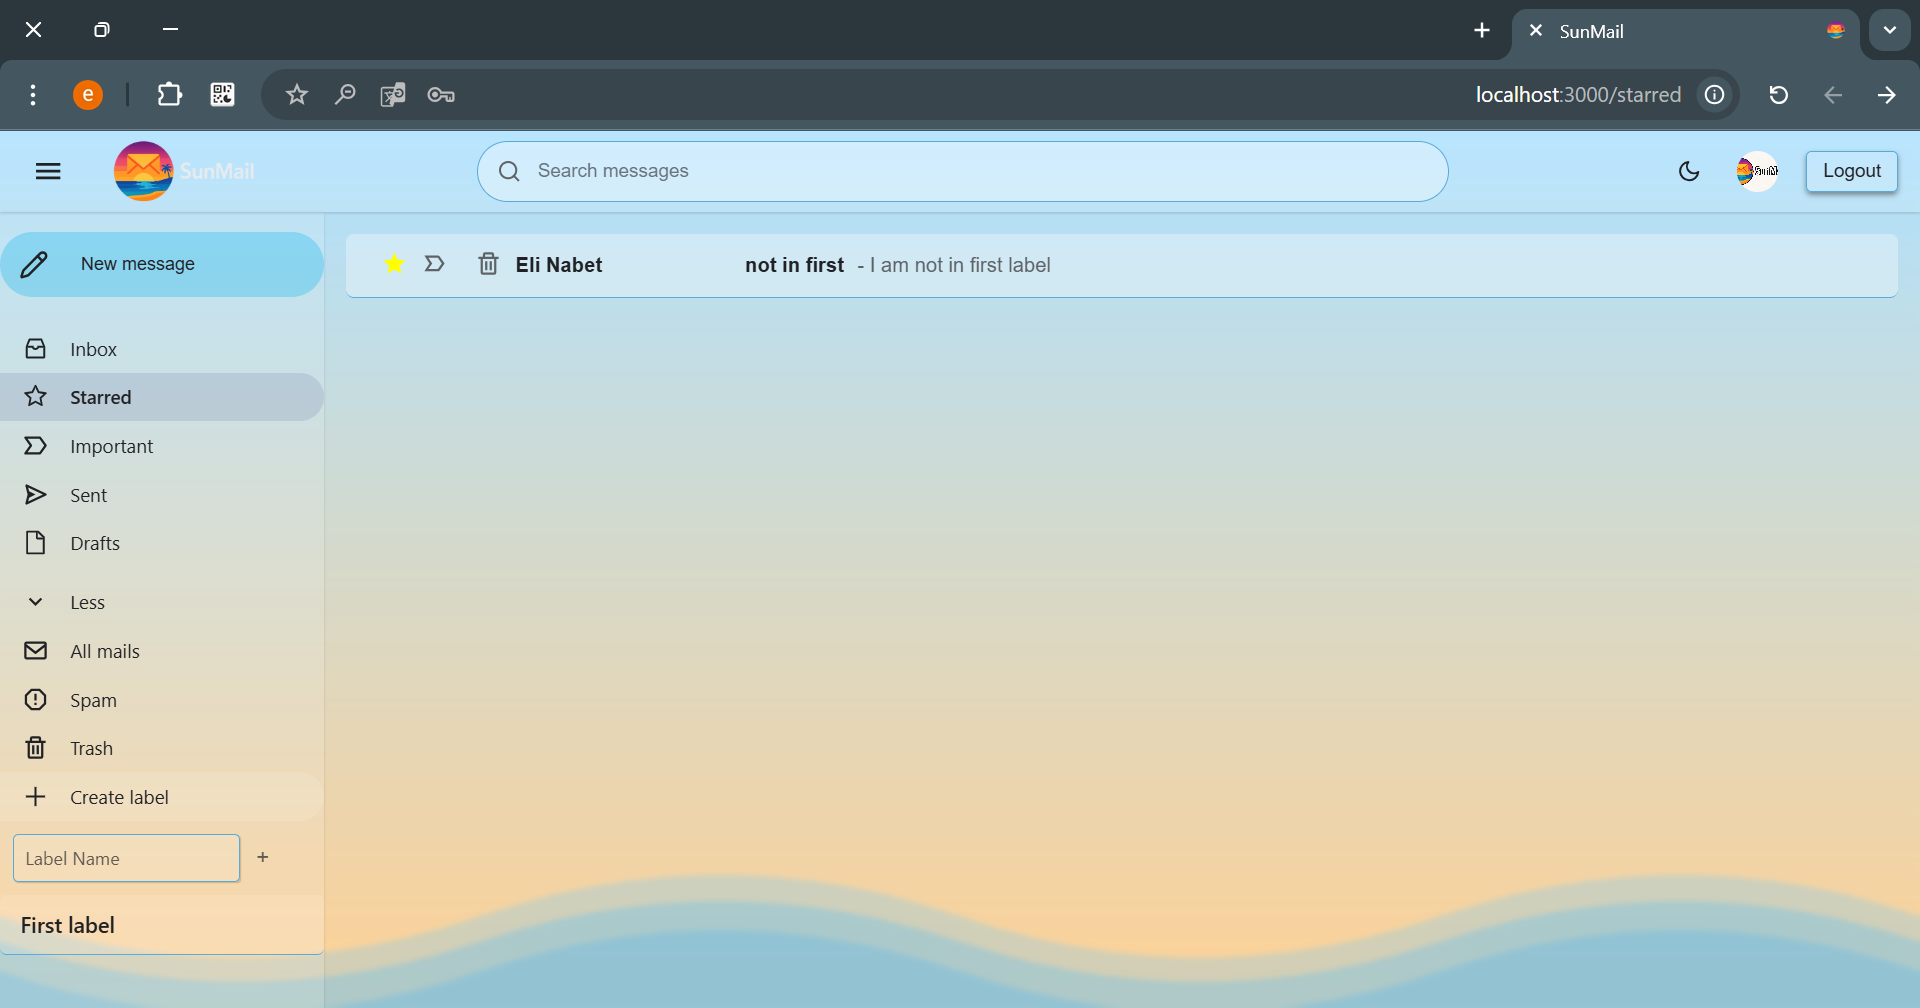 SunMail
e
localhost:3000/starred
SunMail
Search messages
Logout
New message
Eli Nabet not in first - I am not in first label
Inbox
Starred
Important
Sent
Drafts
Less
All mails
Spam
Trash
Create label
Label Name +
First label